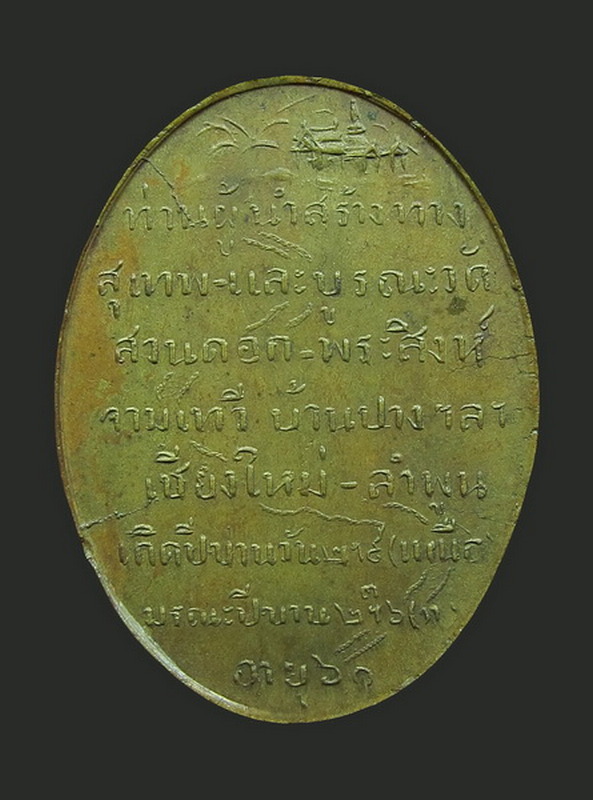 ท่านผู้นำสร้างทาง
สุเทพ-และบูรณะวัด
สวนดอก-พระสิงห์
จามเทวี บ้านปาง ฯลฯ
เชียงใหม่-ลำพูน
เกิดปีขาน
มรณะปีขาน
อายุ๖๑